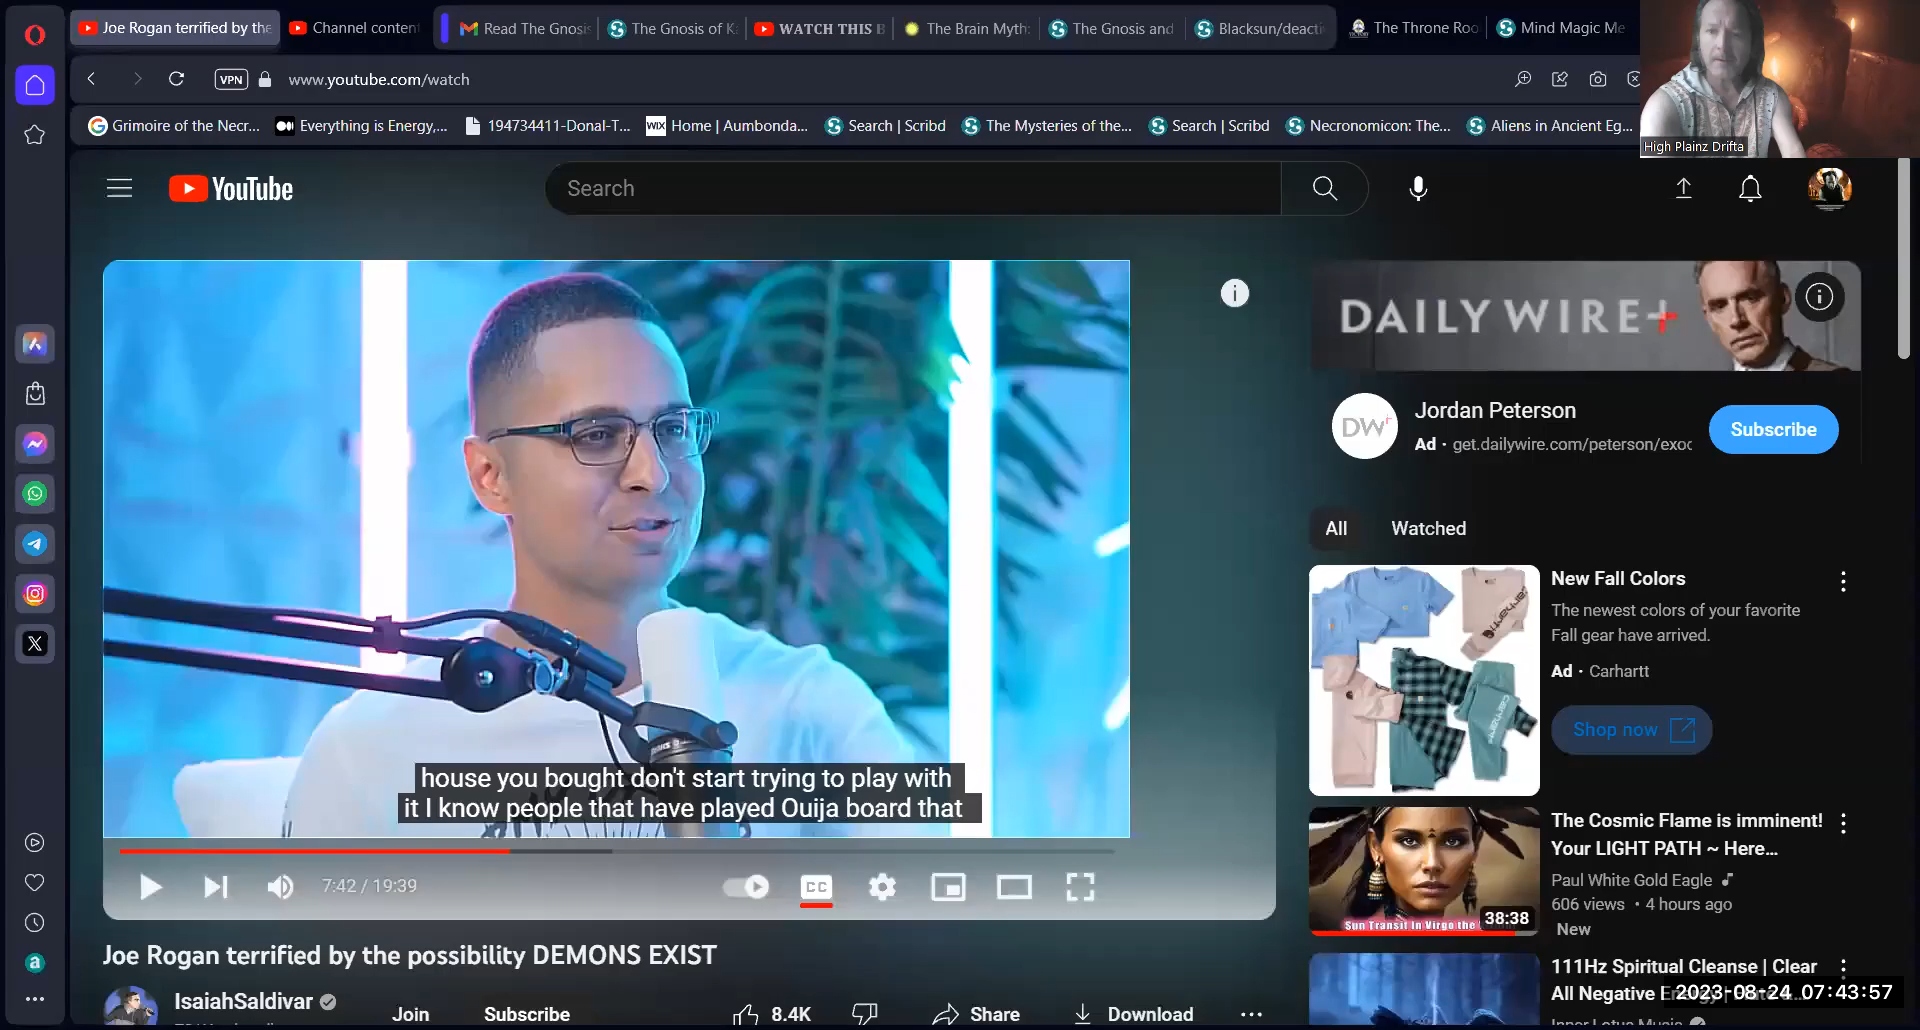 Joe Rogan terrified by the
Channel content
Read The Gnosis
The Gnosis of K
WATCH THIS B
The Brain Myth:
The Gnosis and
Blacksun/deacti
The Throne Roo
Mind Magic Me
VPN
www.youtube.com/watch
Grimoire of the Necr...
Everything is Energy,...
194734411-Donal-T...
WIX
Home | Aumbonda...
Search | Scribd
The Mysteries of the...
Search | Scribd
Necronomicon: The...
Aliens in Ancient Eg...
High Plainz Drifta
YouTube
Search
DAILY WIRE+
DW+
Jordan Peterson
Ad · get.dailywire.com/peterson/exoc
Subscribe
All
Watched
New Fall Colors
The newest colors of your favorite
Fall gear have arrived.
Ad · Carhartt
Shop now
house you bought don't start trying to play with
it I know people that have played Ouija board that
7:42 / 19:39
CC
Joe Rogan terrified by the possibility DEMONS EXIST
IsaiahSaldivar
Join
Subscribe
8.4K
Share
Download
The Cosmic Flame is imminent!
Your LIGHT PATH ~ Here...
Paul White Gold Eagle
606 views • 4 hours ago
New
38:38
Sun Transit in Virgo the
111Hz Spiritual Cleanse | Clear
All Negative
2023-08-24 07:43:57
Inner Lotus Music